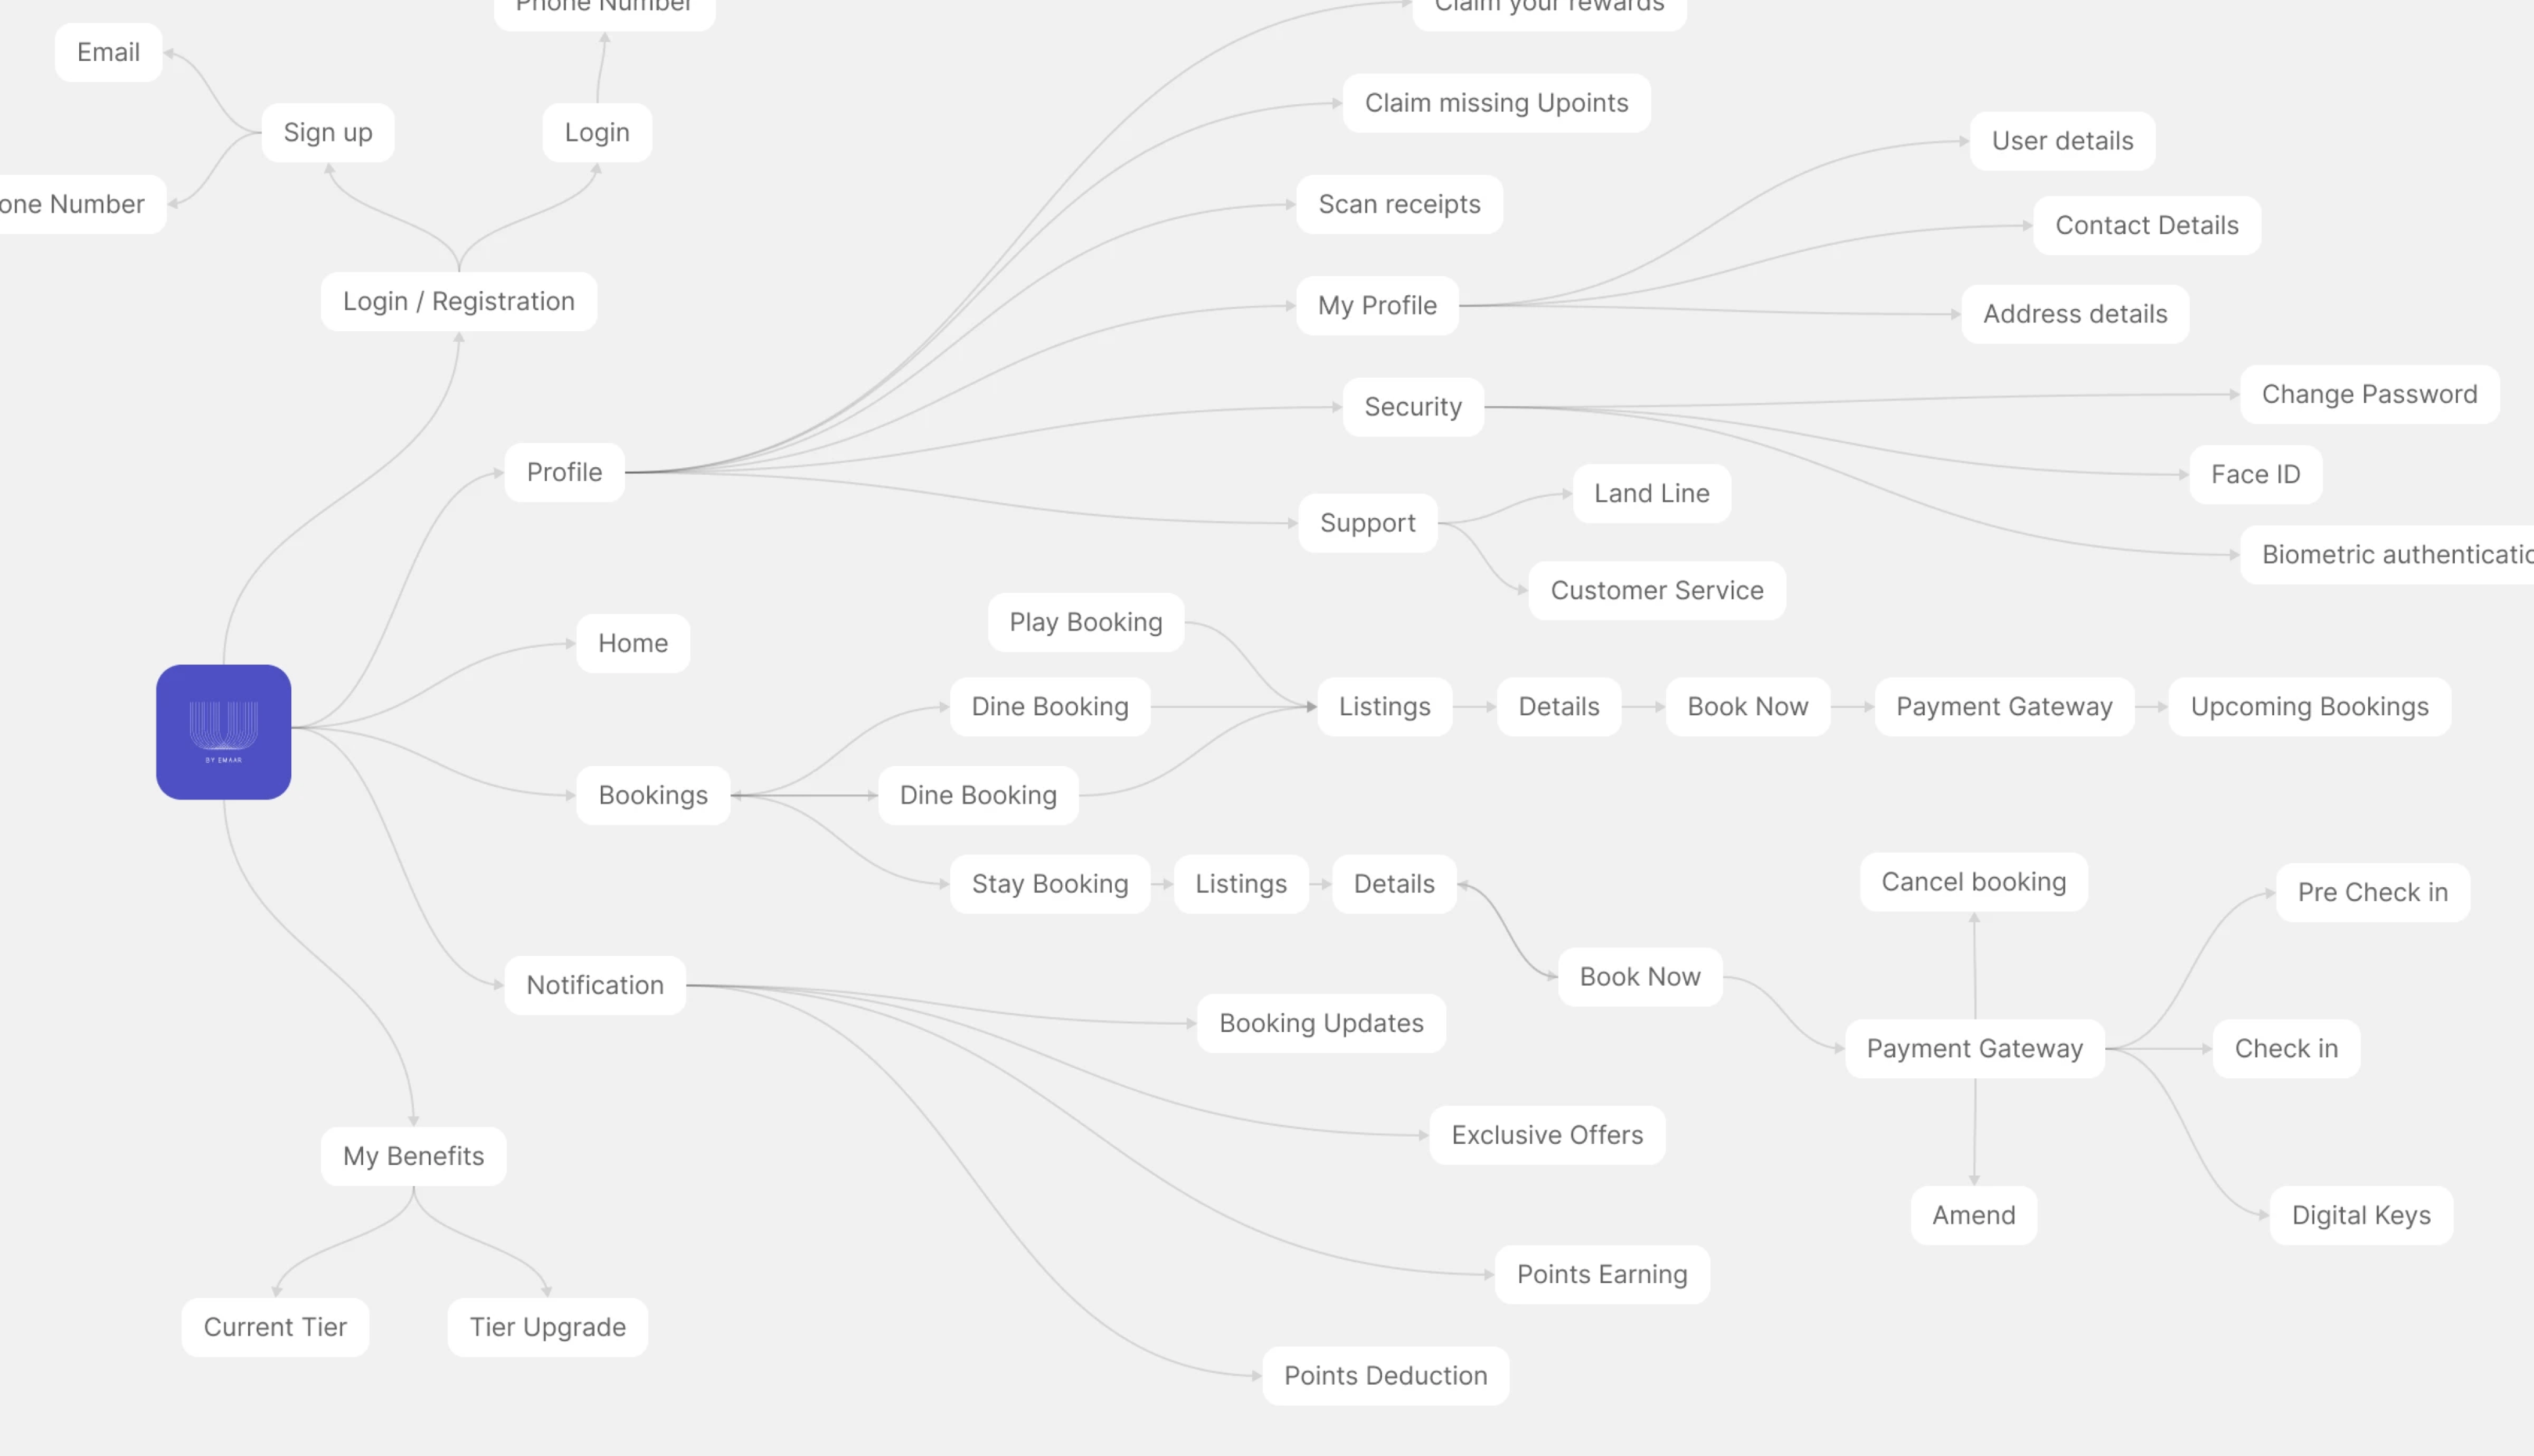 Phone Number
Claim your rewards
Email
Claim missing Upoints
Sign up
Login
User details
one Number
Scan receipts
Contact Details
Login / Registration
My Profile
Address details
Change Password
Security
Profile
Face ID
Land Line
Support
Biometric authenticatio
Customer Service
Play Booking
Home
Dine Booking
Listings
Details
Book Now
Payment Gateway
Upcoming Bookings
BY EMAAR
Bookings
Dine Booking
Stay Booking
Listings
Details
Cancel booking
Pre Check in
Book Now
Notification
Booking Updates
Payment Gateway
Check in
Exclusive Offers
My Benefits
Amend
Digital Keys
Points Earning
Current Tier
Tier Upgrade
Points Deduction